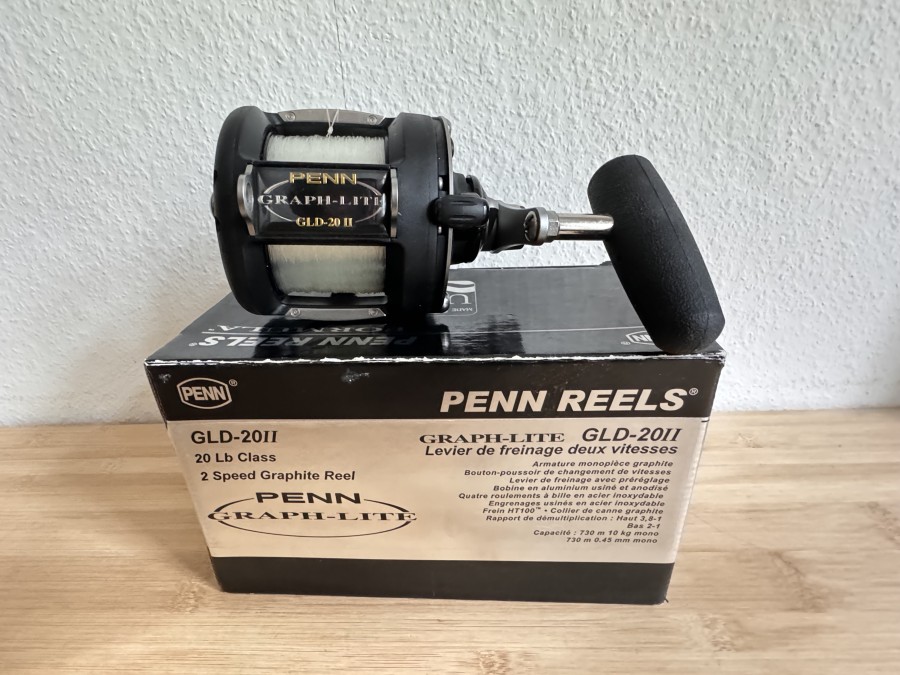 PENN
GRAPH-LITE
GLD-20 II
PENN REELS
PENN®
PENN REELS®
GLD-20II
20 Lb Class
2 Speed Graphite Reel
PENN
GRAPH-LITE
GRAPH-LITE GLD-20II
Levier de freinage deux vitesses
Armature monopièce graphite
Bouton-poussoir de changement de vitesses
Levier de freinage avec préréglage
Bobine en aluminium usiné et anodisé
Quatre roulements à bille en acier inoxydable
Engrenages usinés en acier inoxydable
Frein HT100™ • Collier de canne graphite
Rapport de démultiplication : Haut 3,8-1
Bas 2-1
Capacité : 730 m 10 kg mono
730 m 0.45 mm mono